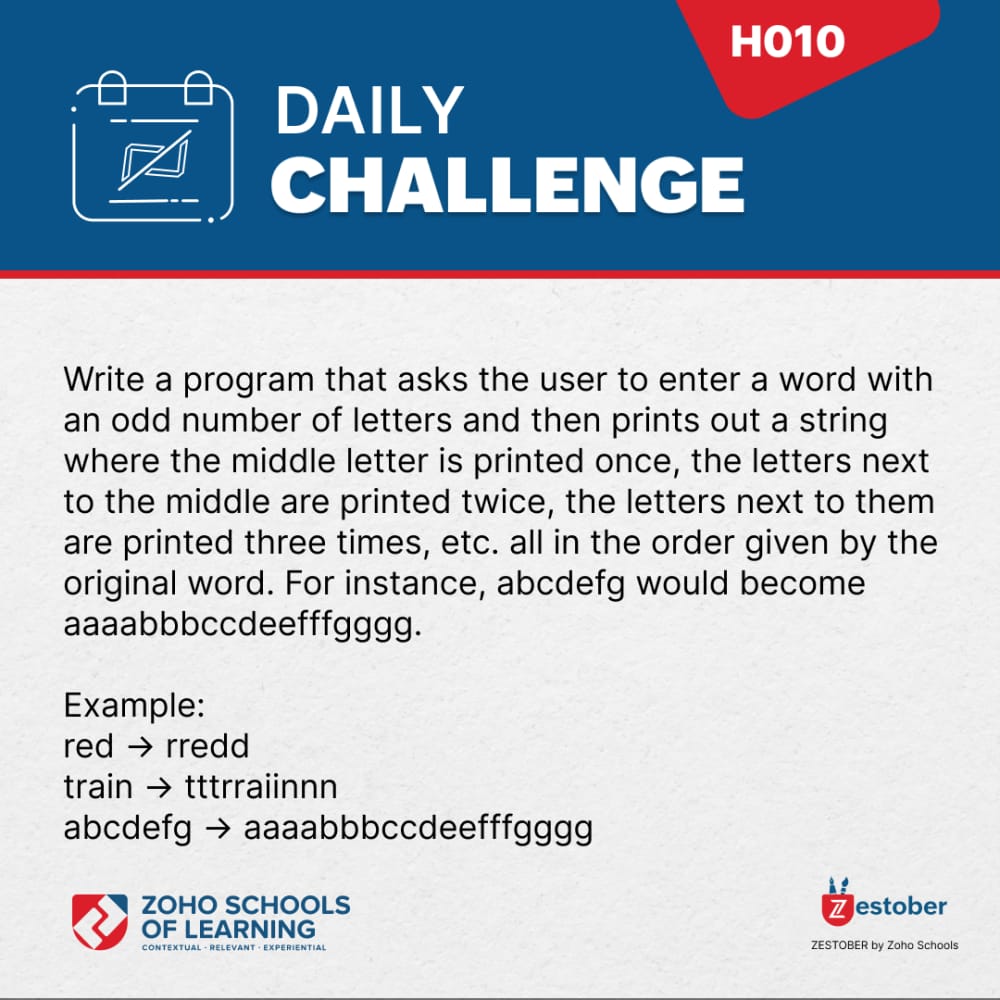 H010
DAILY
CHALLENGE
Write a program that asks the user to enter a word with
an odd number of letters and then prints out a string
where the middle letter is printed once, the letters next
to the middle are printed twice, the letters next to them
are printed three times, etc. all in the order given by the
original word. For instance, abcdefg would become
aaaabbbccdeefffgggg.
Example:
red → rredd
train → tttrraiinnn
abcdefg → aaaabbbccdeefffgggg
ZOHO SCHOOLS
OF LEARNING
CONTEXTUAL · RELEVANT · EXPERIENTIAL
Zestober
ZESTOBER by Zoho Schools